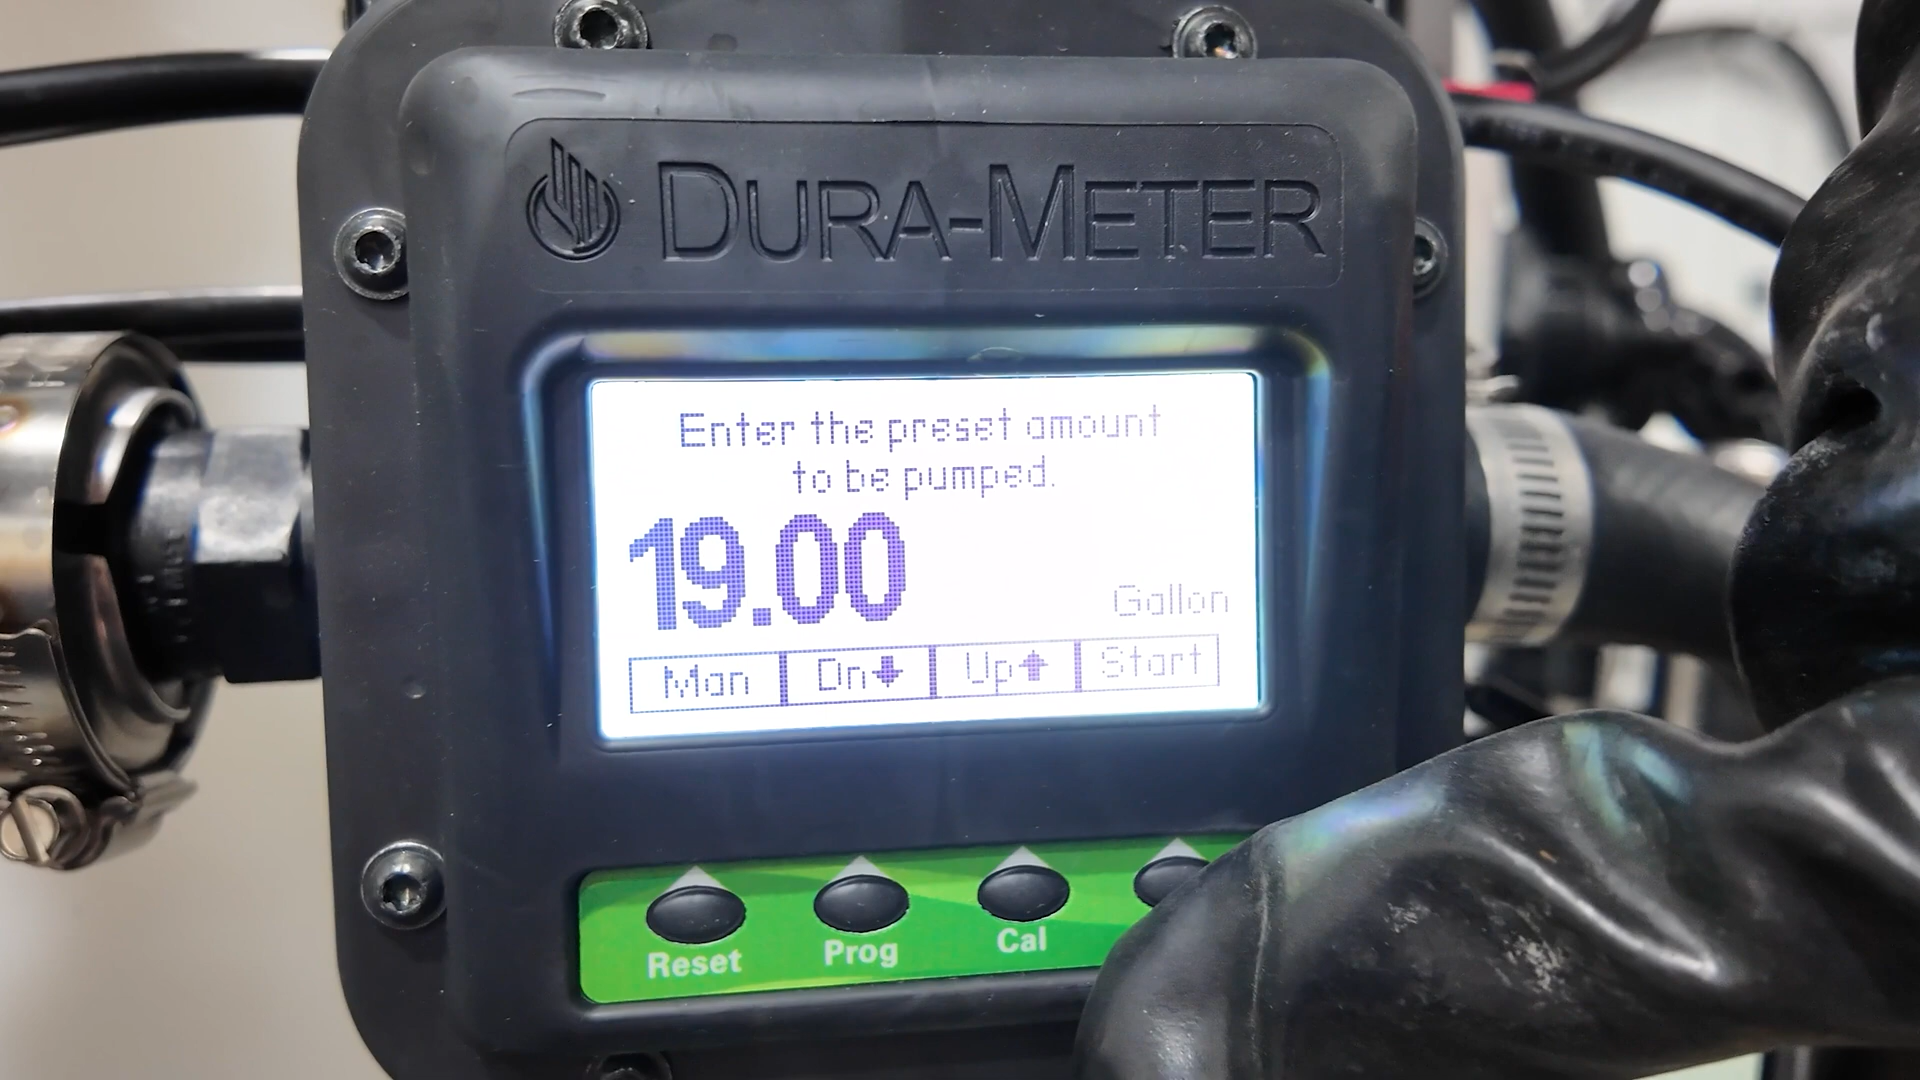 DURA-METER
Enter the preset amount
to be pumped.
19.00
Gallon
Man Dn⬇ Up⬆ Start
Reset Prog Cal